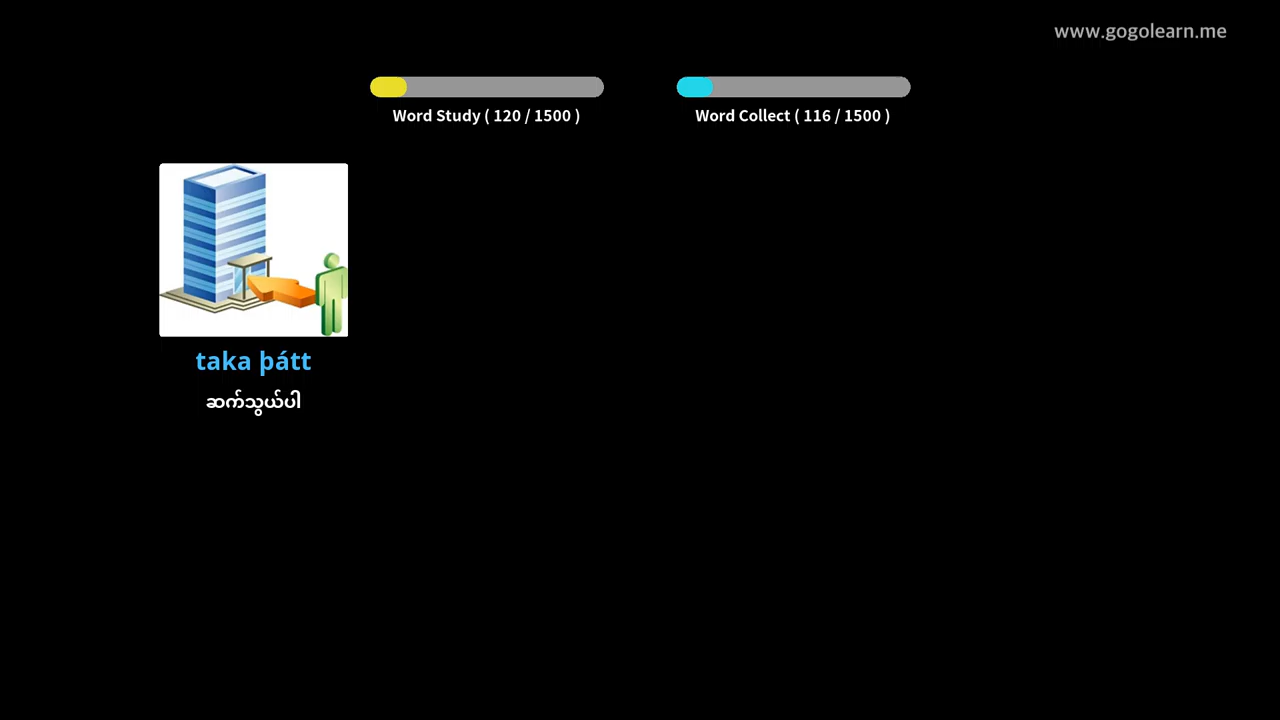 www.gogolearn.me
Word Study ( 120 / 1500 )
Word Collect ( 116 / 1500 )
taka þátt
ဆက်သွယ်ပါ